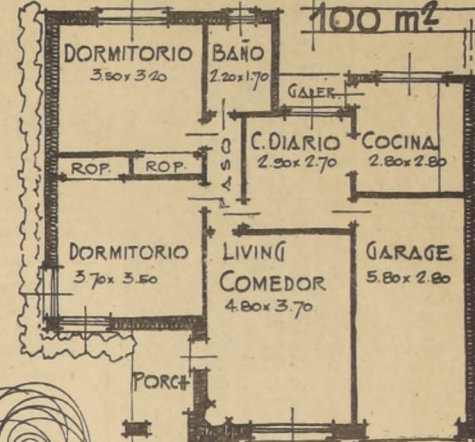 100 m²
DORMITORIO
3.50 x 3.20
BAÑO
2.20 x 1.70
GALER.
C. DIARIO
2.90 x 2.70
COCINA
2.80 x 2.80
ROP.
ROP.
PASO
DORMITORIO
3.70 x 3.50
LIVING
COMEDOR
4.80 x 3.70
GARAGE
5.80 x 2.80
PORCH